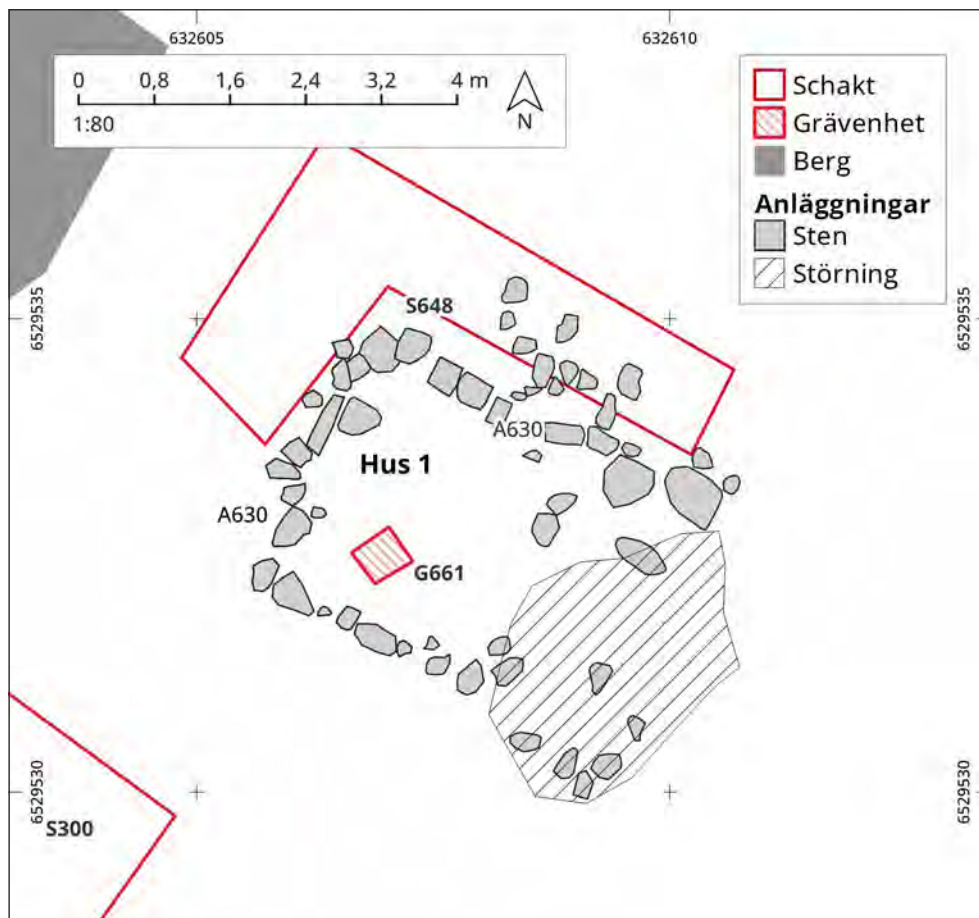 632605
632610
0 0,8 1,6 2,4 3,2 4 m
1:80
N
Schakt
Grävenhet
Berg
Anläggningar
Sten
Störning
6529535
6529535
S648
A630
Hus 1
A630
G661
6529530
6529530
S300